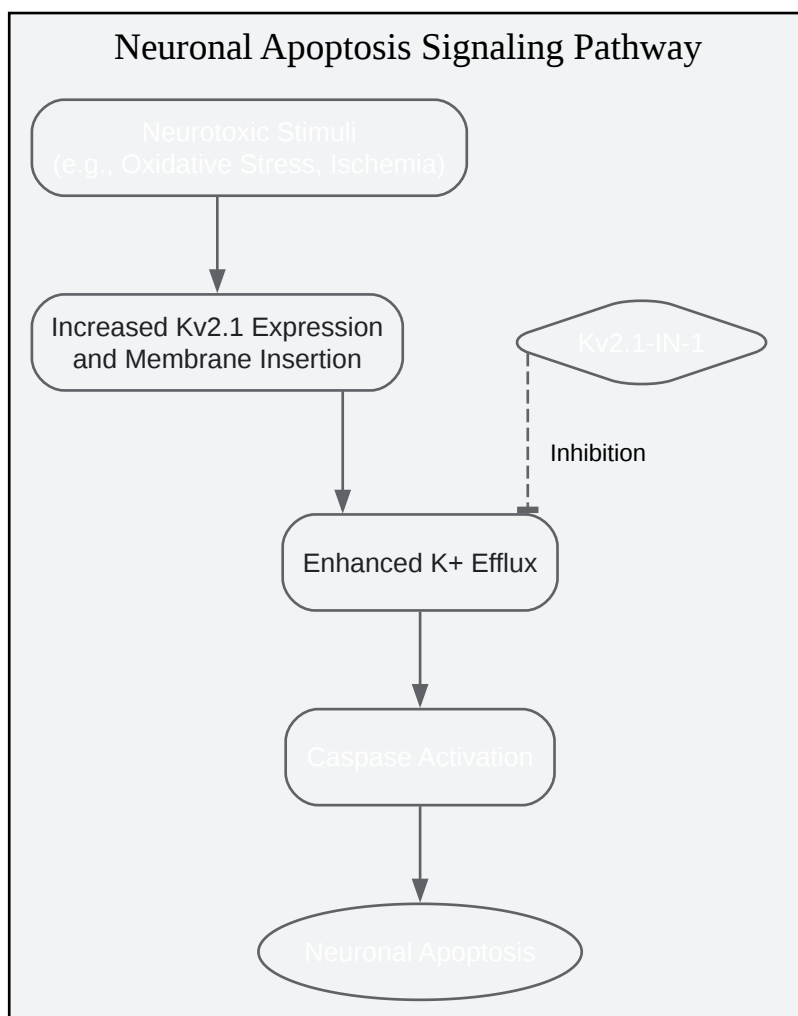 Neuronal Apoptosis Signaling Pathway
Neurotoxic Stimuli
(e.g., Oxidative Stress, Ischemia)
Increased Kv2.1 Expression
and Membrane Insertion
Kv2.1-IN-1
Inhibition
Enhanced K+ Efflux
Caspase Activation
Neuronal Apoptosis